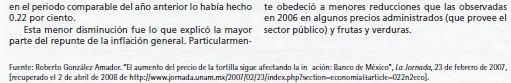 en el periodo comparable del año anterior lo había hecho
0.22 por ciento.
Esta menor disminución fue lo que explicó la mayor
parte del repunte de la inflación general. Particularmen-
te obedeció a menores reducciones que las observadas
en 2006 en algunos precios administrados (que provee el
sector público) y frutas y verduras.
Fuente: Roberto González Amador. "El aumento del precio de la tortilla sigue afectando la in ación: Banco de México", La Jornada, 23 de febrero de 2007,
[recuperado el 2 de abril de 2008 de http://www.jornada.unam.mx/2007/02/23/index.php?section=economia&article=022n2eco].